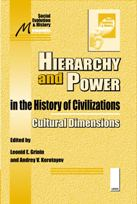 Social
Evolution
& History
HIERARCHY
and POWER
in the History of Civilizations
Cultural Dimensions
Edited by
Leonid E. Grinin
and Andrey V. Korotayev